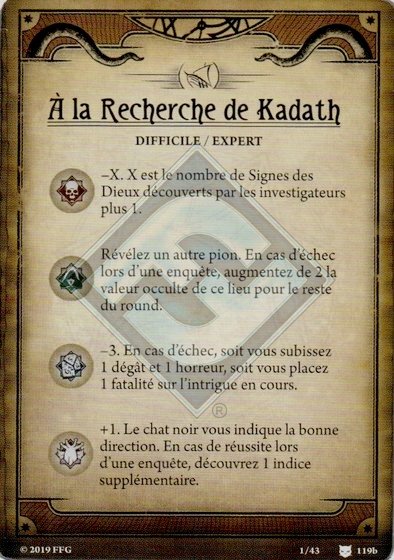 À la Recherche de Kadath
DIFFICILE / EXPERT
–X. X est le nombre de Signes des
Dieux découverts par les investigateurs
plus 1.
Révélez un autre pion. En cas d'échec
lors d'une enquête, augmentez de 2 la
valeur occulte de ce lieu pour le reste
du round.
–3. En cas d'échec, soit vous subissez
1 dégât et 1 horreur, soit vous placez
1 fatalité sur l'intrigue en cours.
®
+1. Le chat noir vous indique la bonne
direction. En cas de réussite lors
d'une enquête, découvrez 1 indice
supplémentaire.
© 2019 FFG
1/43
119b